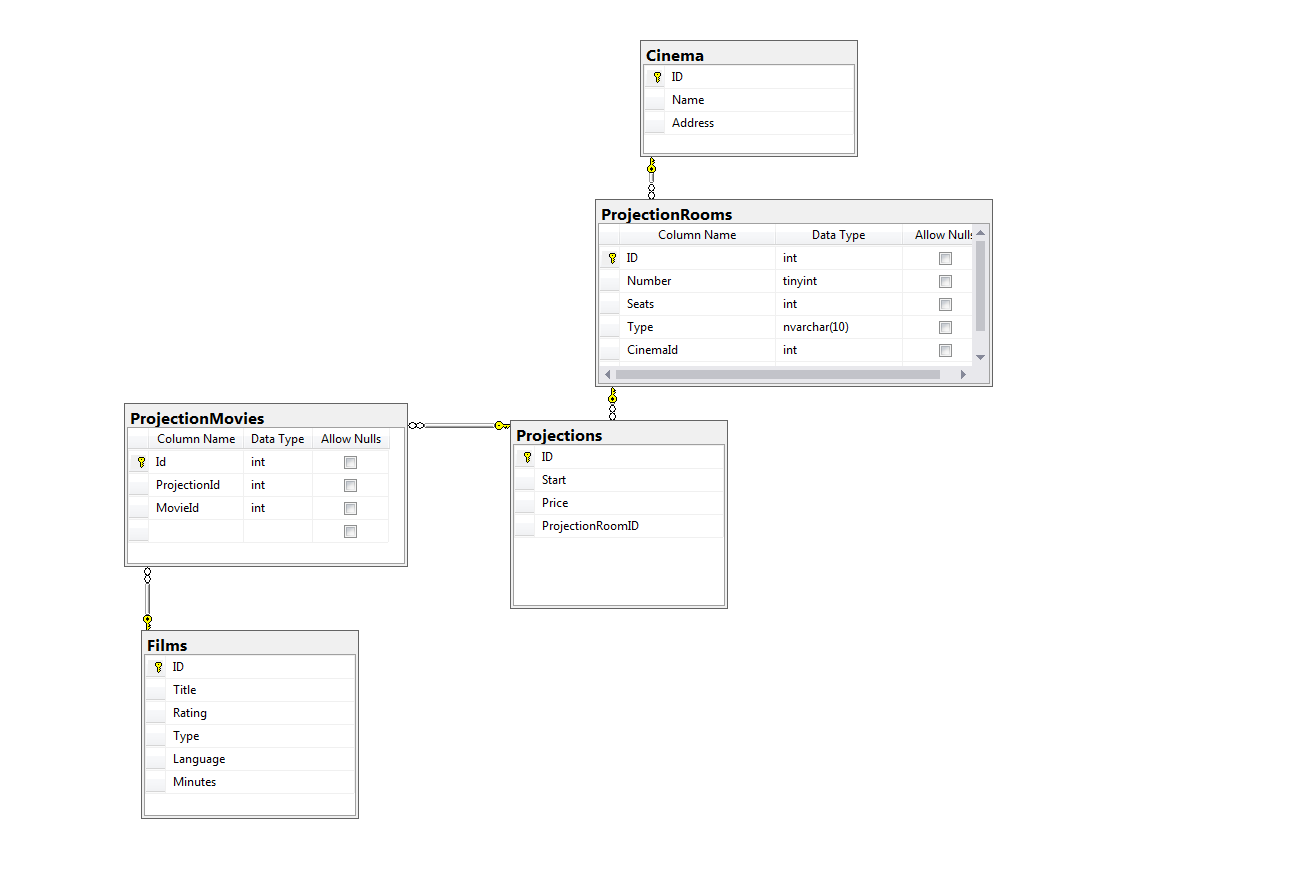 Cinema
ID
Name
Address
ProjectionRooms
Column Name Data Type Allow Nulls
ID int
Number tinyint
Seats int
Type nvarchar(10)
CinemaId int
ProjectionMovies
Column Name Data Type Allow Nulls
Id int
ProjectionId int
MovieId int
Projections
ID
Start
Price
ProjectionRoomID
Films
ID
Title
Rating
Type
Language
Minutes